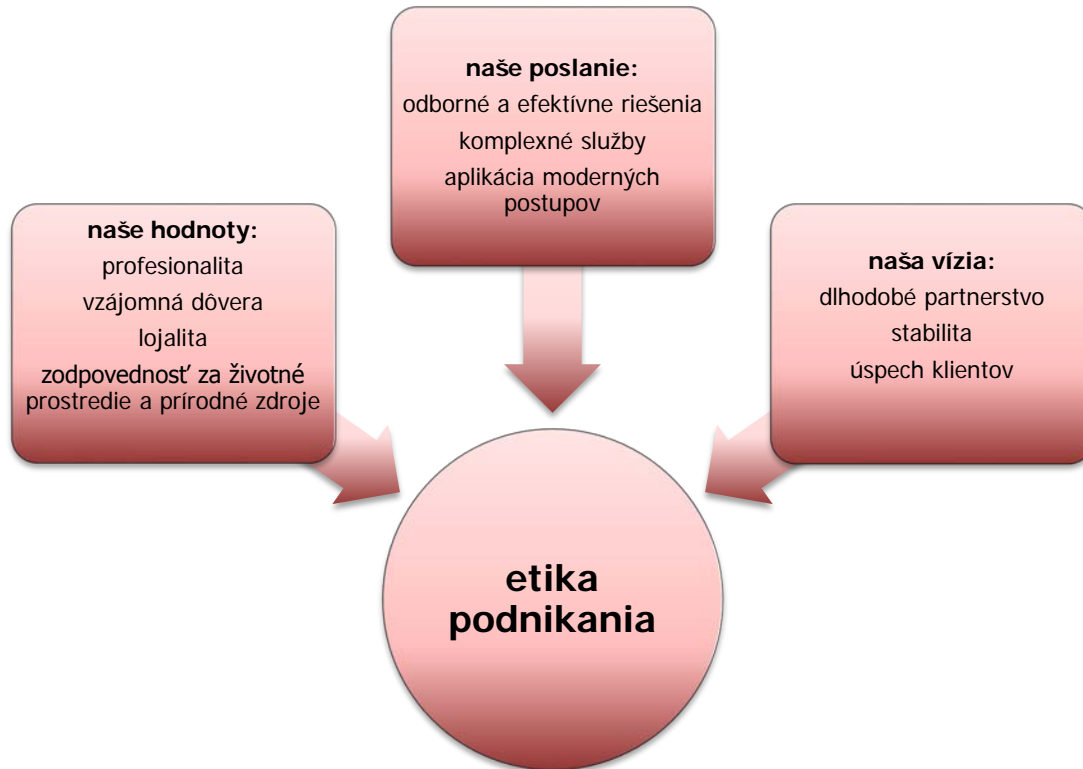 naše poslanie:
odborné a efektívne riešenia
komplexné služby
aplikácia moderných
postupov
naše hodnoty:
profesionalita
vzájomná dôvera
lojalita
zodpovednosť za životné
prostredie a prírodné zdroje
naša vízia:
dlhodobé partnerstvo
stabilita
úspech klientov
etika
podnikania